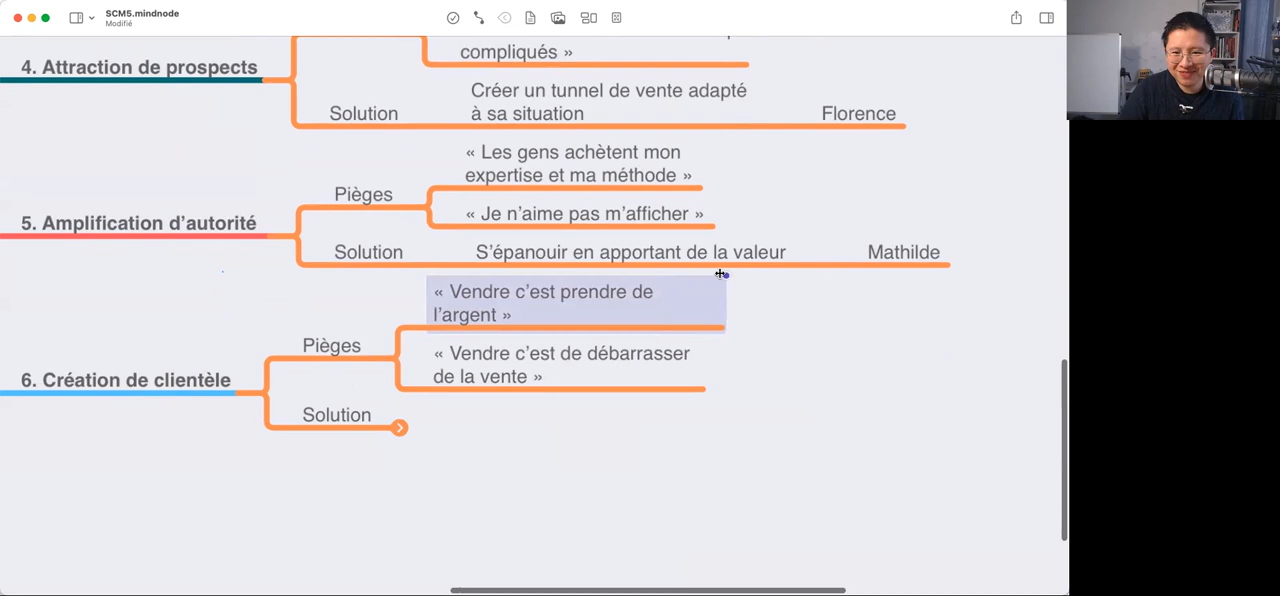 SCM5.mindnode
Modifié
compliqués »
4. Attraction de prospects
Solution
Créer un tunnel de vente adapté
à sa situation
Florence
« Les gens achètent mon
expertise et ma méthode »
Pièges
« Je n’aime pas m’afficher »
5. Amplification d’autorité
Solution
S’épanouir en apportant de la valeur
Mathilde
« Vendre c’est prendre de
l’argent »
Pièges
« Vendre c’est de débarrasser
de la vente »
6. Création de clientèle
Solution